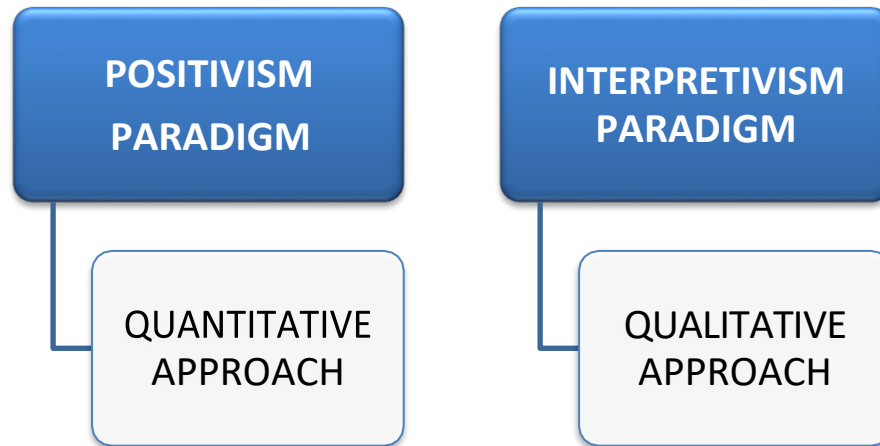 POSITIVISM
PARADIGM
QUANTITATIVE
APPROACH
INTERPRETIVISM
PARADIGM
QUALITATIVE
APPROACH